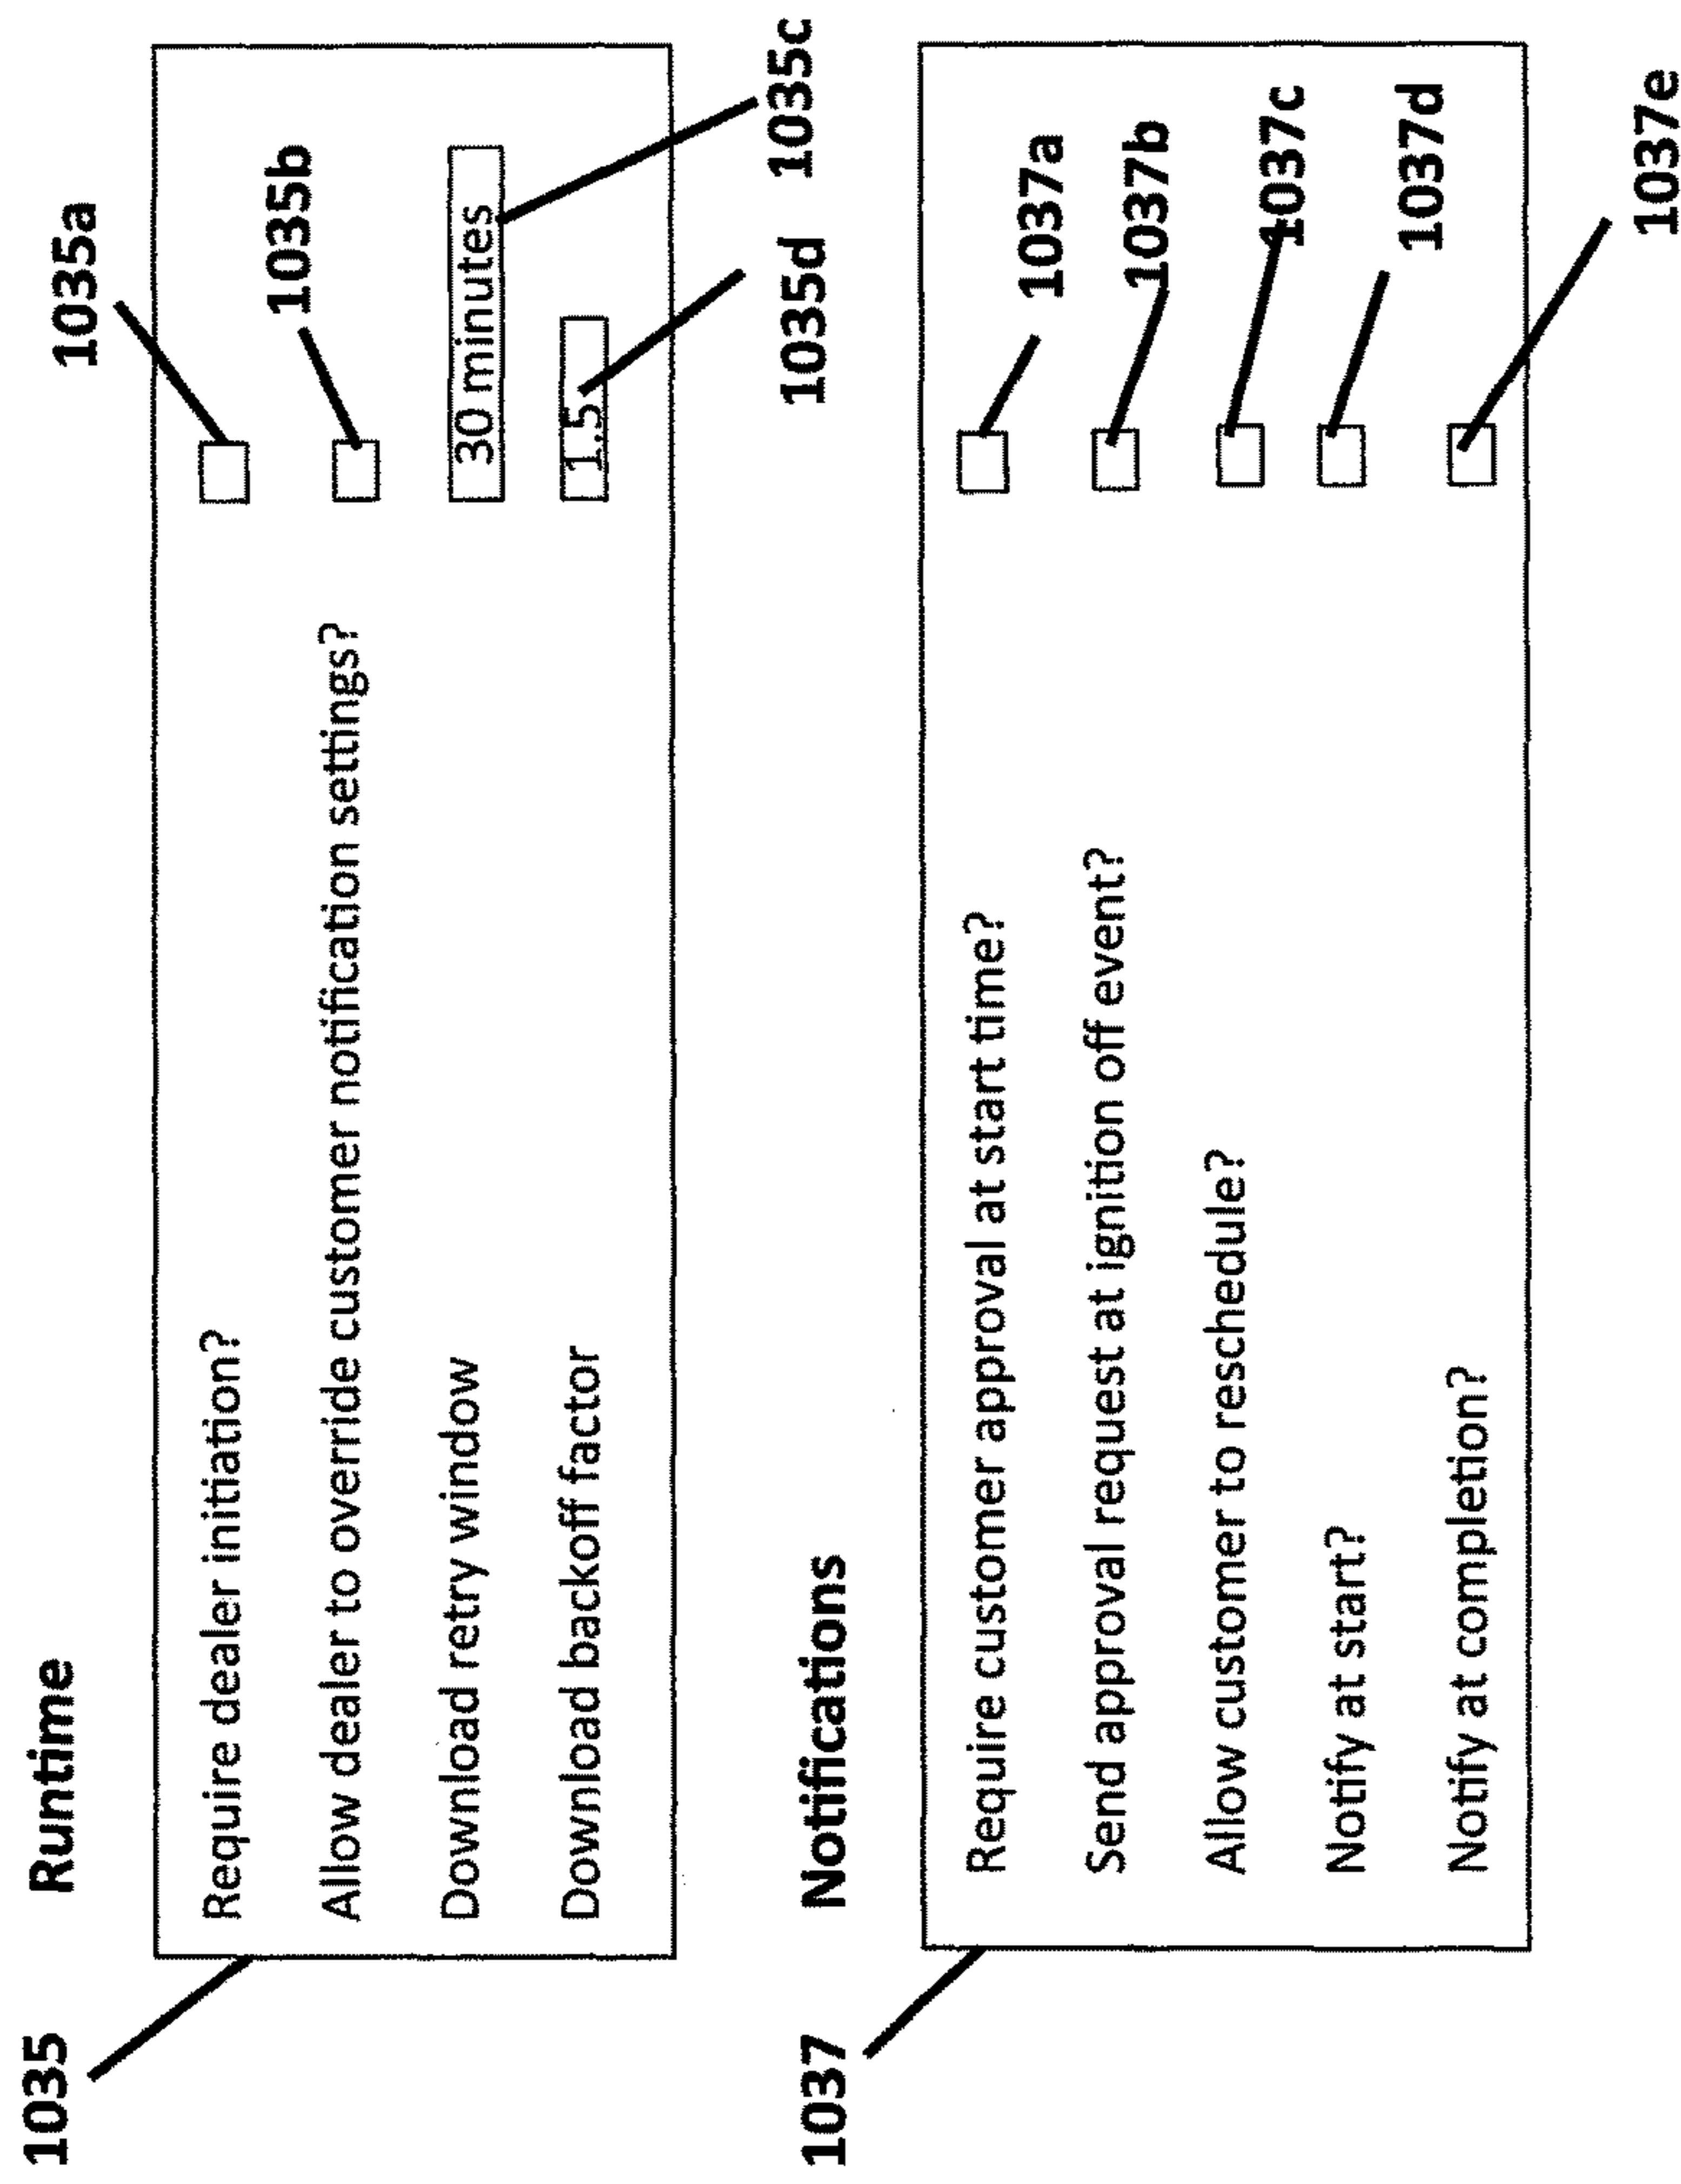 1035
Runtime
Require dealer initiation?
1035a
Allow dealer to override customer notification settings?
1035b
Download retry window
30 minutes
1035c
Download backoff factor
1.5
1035d
1037
Notifications
Require customer approval at start time?
1037a
Send approval request at ignition off event?
1037b
Allow customer to reschedule?
1037c
Notify at start?
1037d
Notify at completion?
1037e